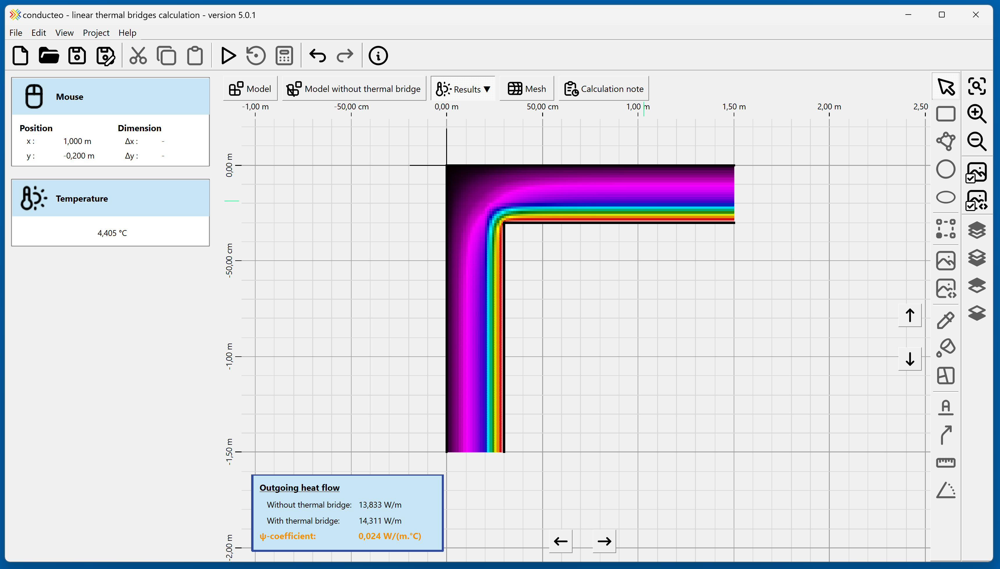 conducteo - linear thermal bridges calculation - version 5.0.1
File Edit View Project Help
Mouse
Position Dimension
x : 1,000 m Δx : -
y : -0,200 m Δy : -
Temperature
4,405 °C
Model Model without thermal bridge Results ▼ Mesh Calculation note
-1,00 m -50,00 cm 0,00 m 50,00 cm 1,00 m 1,50 m 2,00 m 2,50
0,00 m
-50,00 cm
-1,00 m
-1,50 m
-2,00 m
Outgoing heat flow
Without thermal bridge: 13,833 W/m
With thermal bridge: 14,311 W/m
ψ-coefficient: 0,024 W/(m.°C)